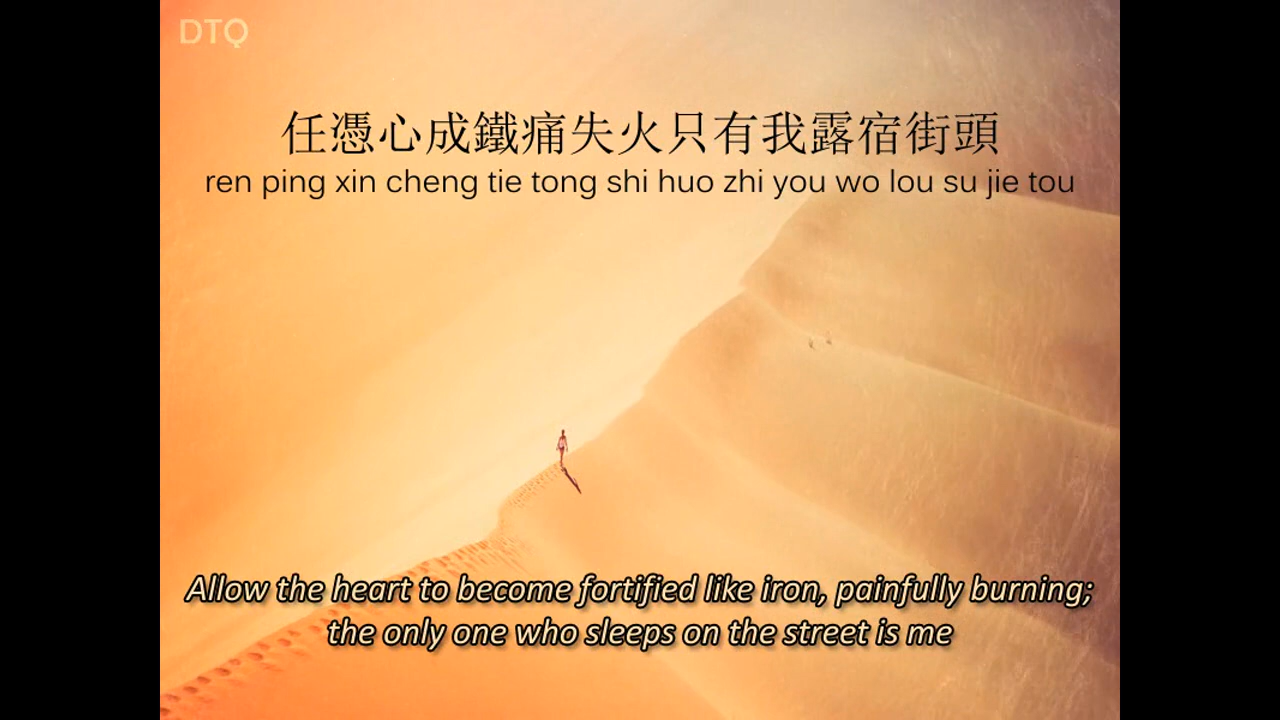 DTQ
任憑心成鐵痛失火只有我露宿街頭
ren ping xin cheng tie tong shi huo zhi you wo lou su jie tou
Allow the heart to become fortified like iron, painfully burning;
the only one who sleeps on the street is me